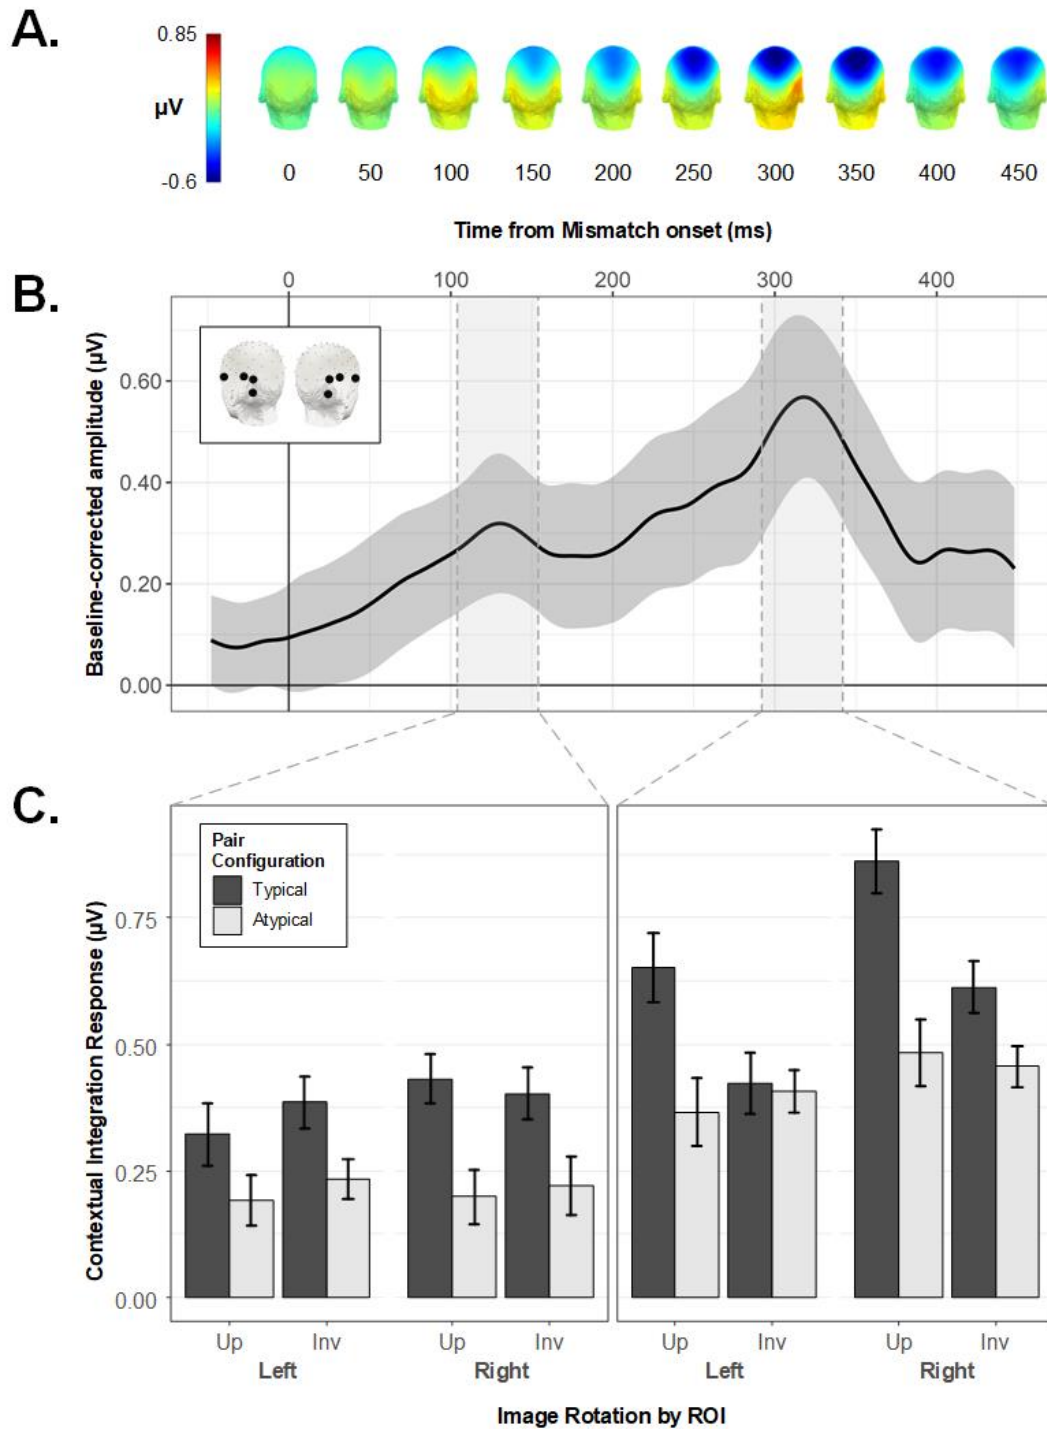 A.
0.85
µV
-0.6
0 50 100 150 200 250 300 350 400 450
Time from Mismatch onset (ms)
B.
0 100 200 300 400
Baseline-corrected amplitude (µV)
0.60
0.40
0.20
0.00
C.
Pair
Configuration
Typical
Atypical
Contextual Integration Response (µV)
0.75
0.50
0.25
0.00
Up Inv Up Inv Up Inv Up Inv
Left Right Left Right
Image Rotation by ROI